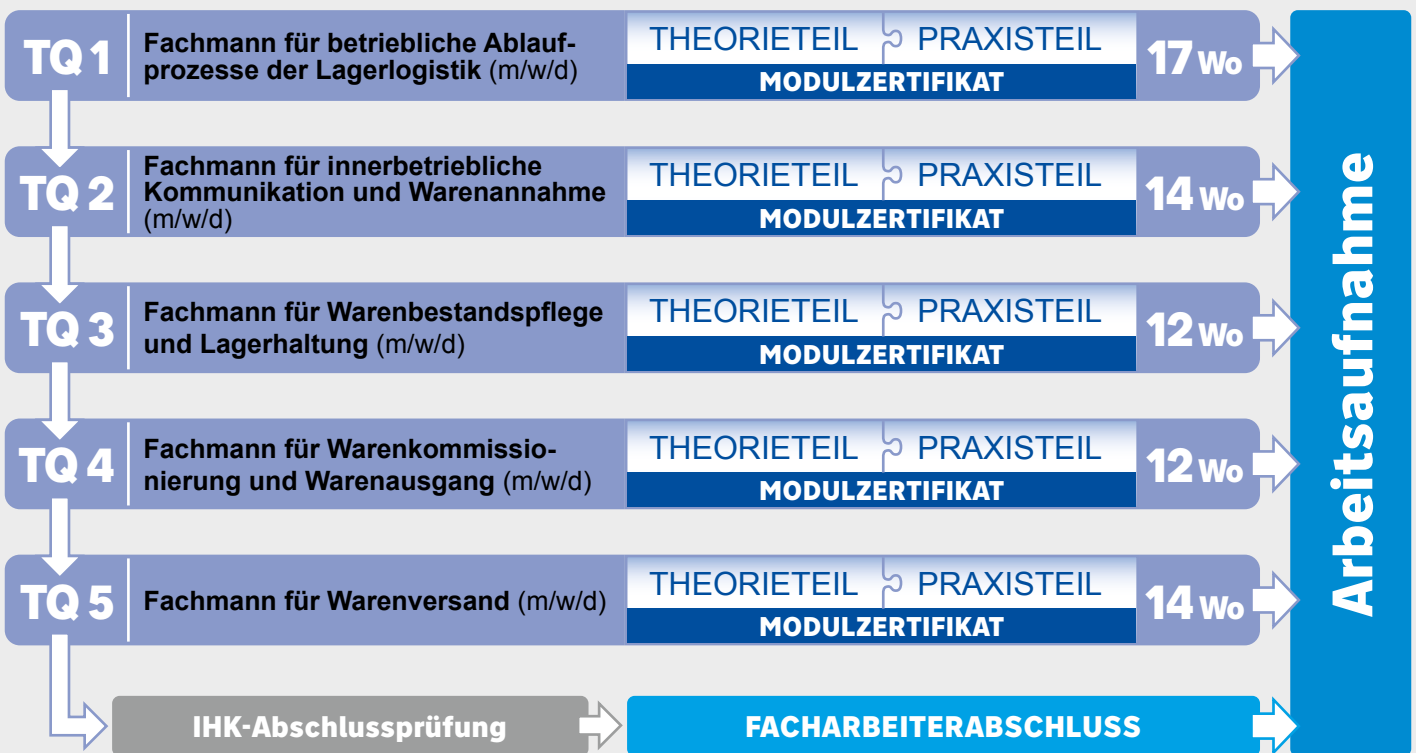 TQ 1
Fachmann für betriebliche Ablauf-
prozesse der Lagerlogistik (m/w/d)
THEORIETEIL PRAXISTEIL
MODULZERTIFIKAT
17 Wo
TQ 2
Fachmann für innerbetriebliche
Kommunikation und Warenannahme
(m/w/d)
THEORIETEIL PRAXISTEIL
MODULZERTIFIKAT
14 Wo
TQ 3
Fachmann für Warenbestandspflege
und Lagerhaltung (m/w/d)
THEORIETEIL PRAXISTEIL
MODULZERTIFIKAT
12 Wo
TQ 4
Fachmann für Warenkommissio-
nierung und Warenausgang (m/w/d)
THEORIETEIL PRAXISTEIL
MODULZERTIFIKAT
12 Wo
TQ 5
Fachmann für Warenversand (m/w/d)
THEORIETEIL PRAXISTEIL
MODULZERTIFIKAT
14 Wo
IHK-Abschlussprüfung
FACHARBEITERABSCHLUSS
Arbeitsaufnahme